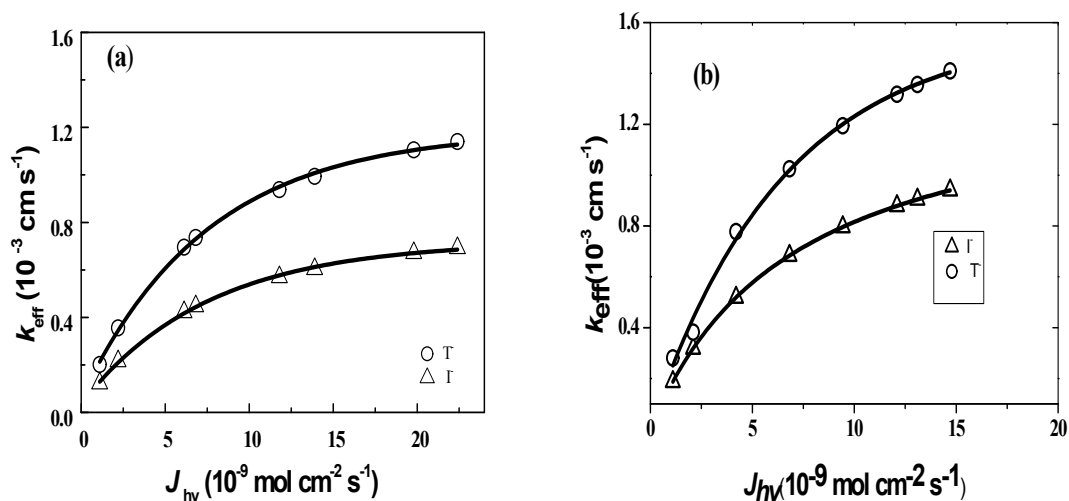 (a)
k_eff (10⁻³ cm s⁻¹)
1.6
1.2
0.8
0.4
0.0
0 5 10 15 20
J_hv (10⁻⁹ mol cm⁻² s⁻¹)
T⁻
I⁻
(b)
keff(10⁻³ cm s⁻¹)
1.6
1.2
0.8
0.4
0 5 10 15 20
Jhv(10⁻⁹ mol cm⁻² s⁻¹)
I⁻
T⁻